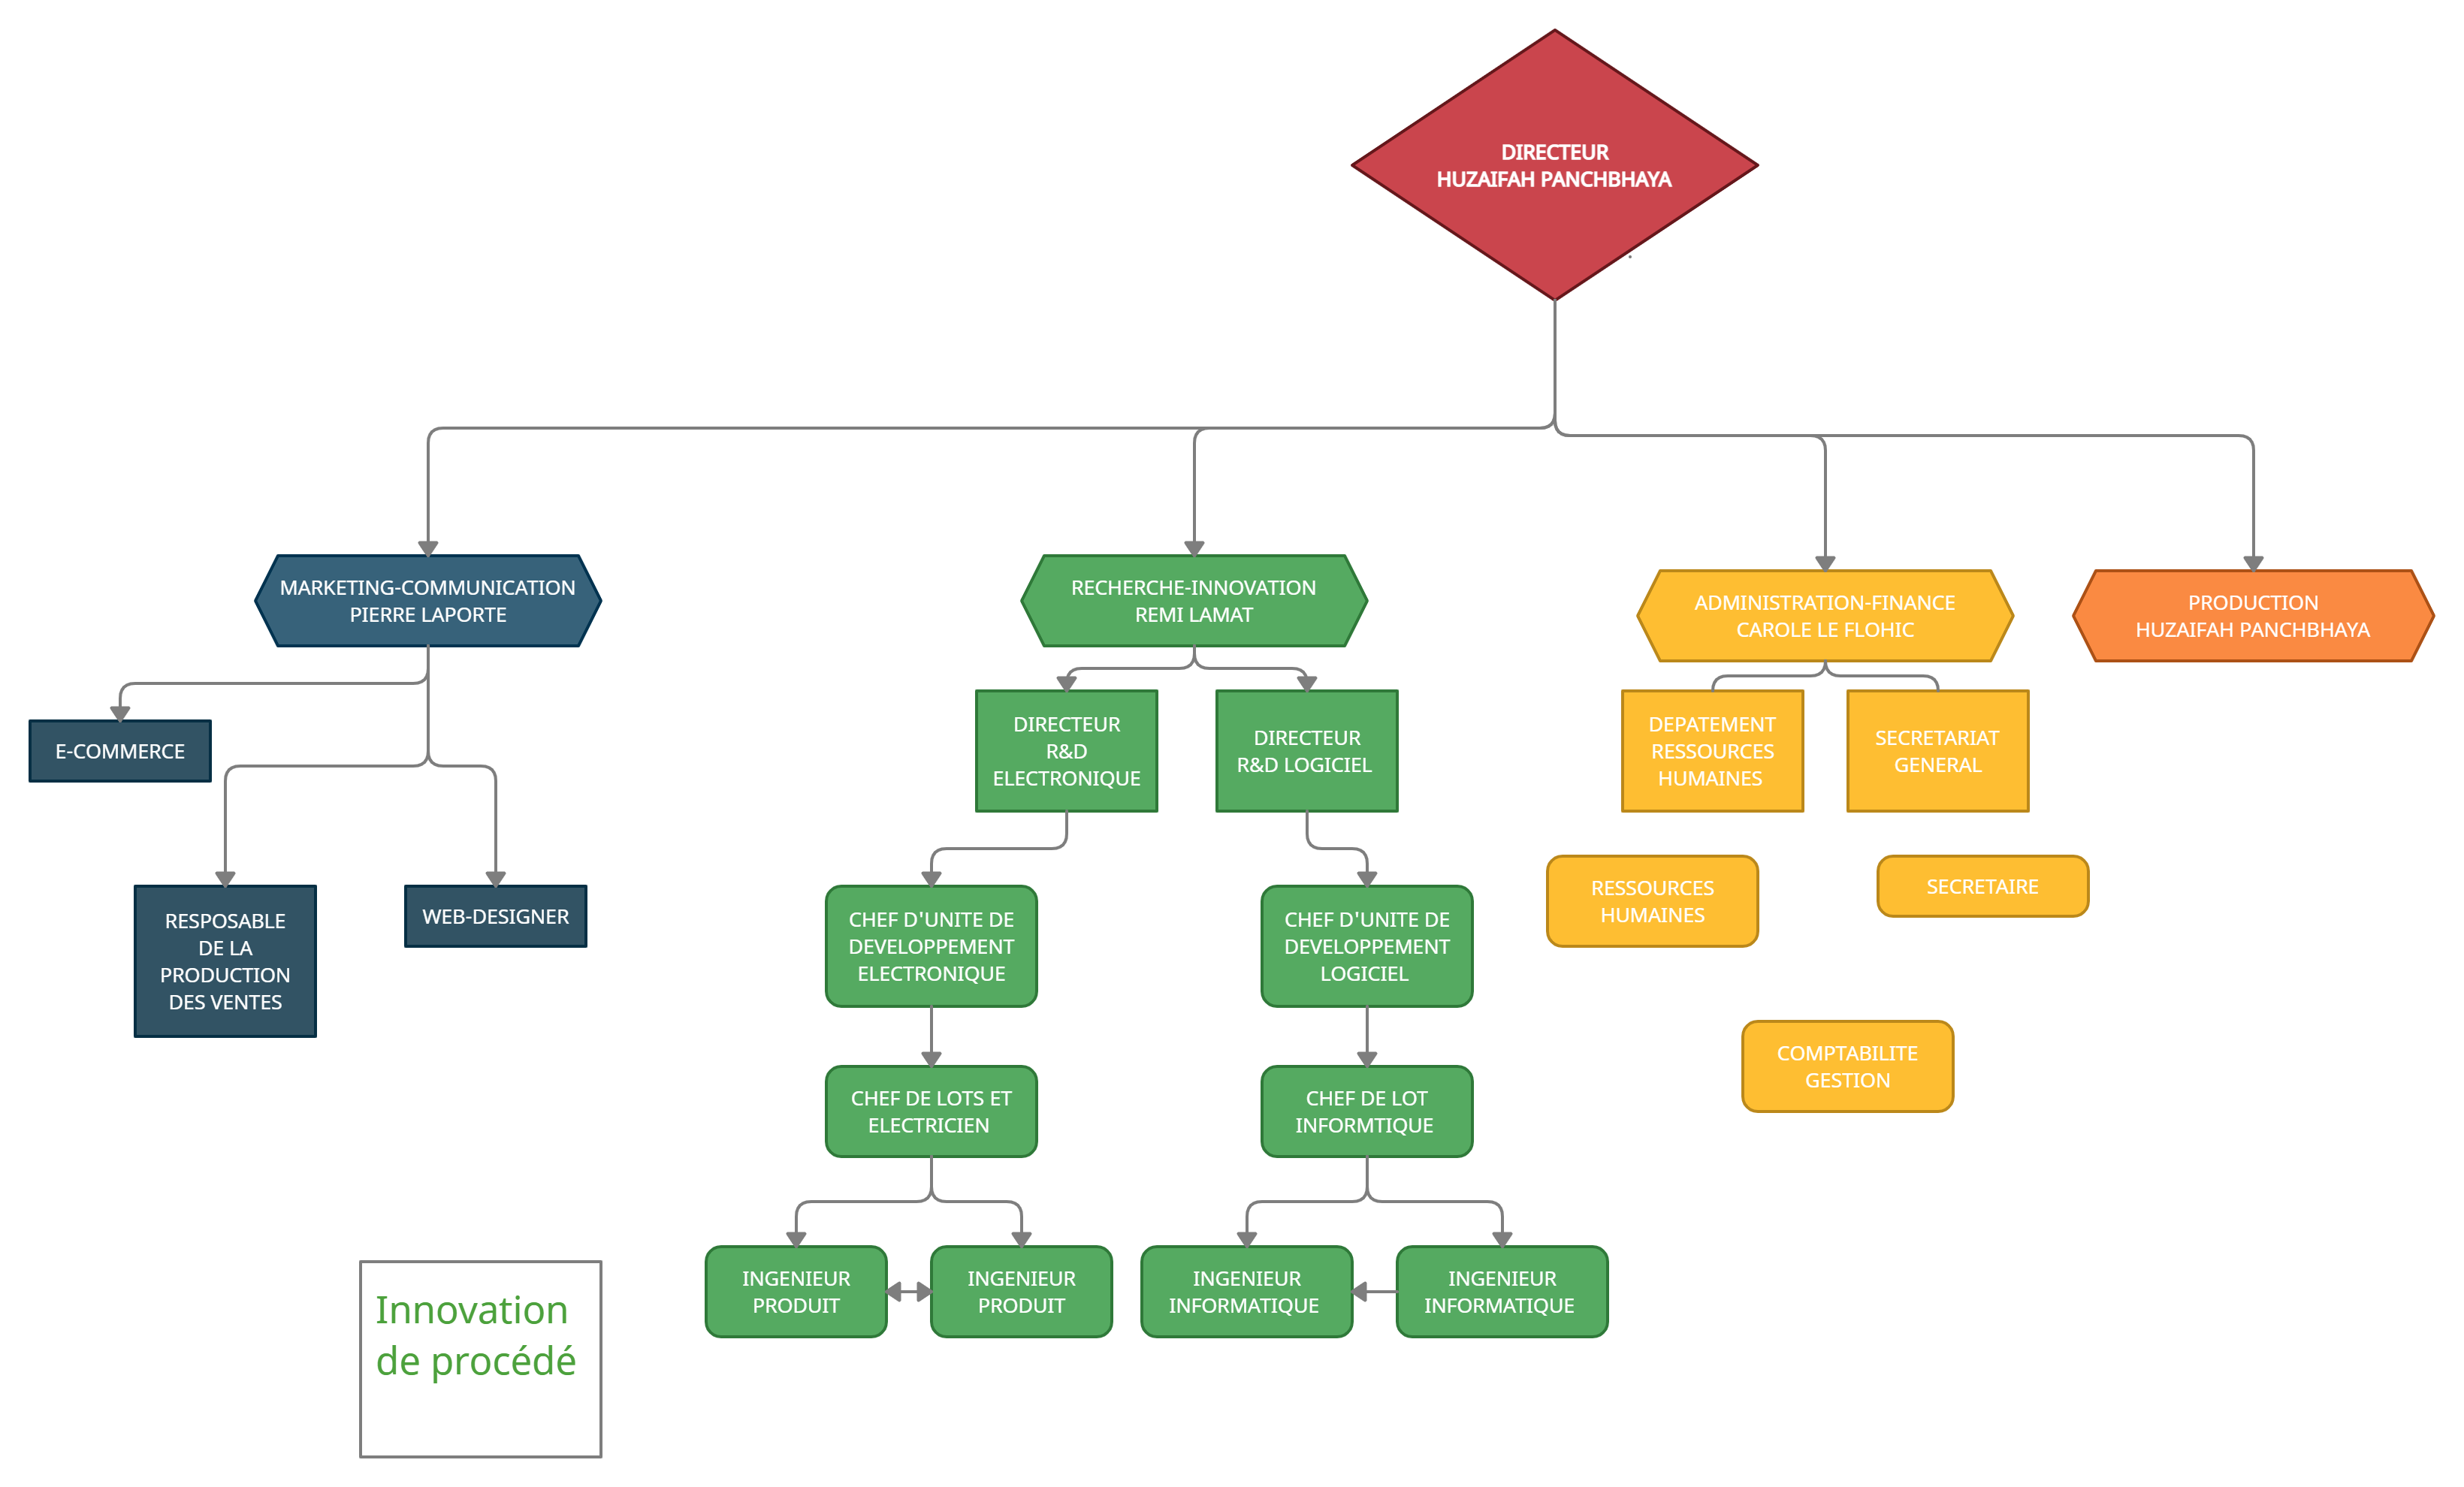 DIRECTEUR
HUZAIFAH PANCHBHAYA
MARKETING-COMMUNICATION
PIERRE LAPORTE
RECHERCHE-INNOVATION
REMI LAMAT
ADMINISTRATION-FINANCE
CAROLE LE FLOHIC
PRODUCTION
HUZAIFAH PANCHBHAYA
E-COMMERCE
DIRECTEUR
R&D
ELECTRONIQUE
DIRECTEUR
R&D LOGICIEL
DEPATEMENT
RESSOURCES
HUMAINES
SECRETARIAT
GENERAL
RESPOSABLE
DE LA
PRODUCTION
DES VENTES
WEB-DESIGNER
CHEF D'UNITE DE
DEVELOPPEMENT
ELECTRONIQUE
CHEF D'UNITE DE
DEVELOPPEMENT
LOGICIEL
RESSOURCES
HUMAINES
SECRETAIRE
CHEF DE LOTS ET
ELECTRICIEN
CHEF DE LOT
INFORMTIQUE
COMPTABILITE
GESTION
INGENIEUR
PRODUIT
INGENIEUR
PRODUIT
INGENIEUR
INFORMATIQUE
INGENIEUR
INFORMATIQUE
Innovation
de procédé